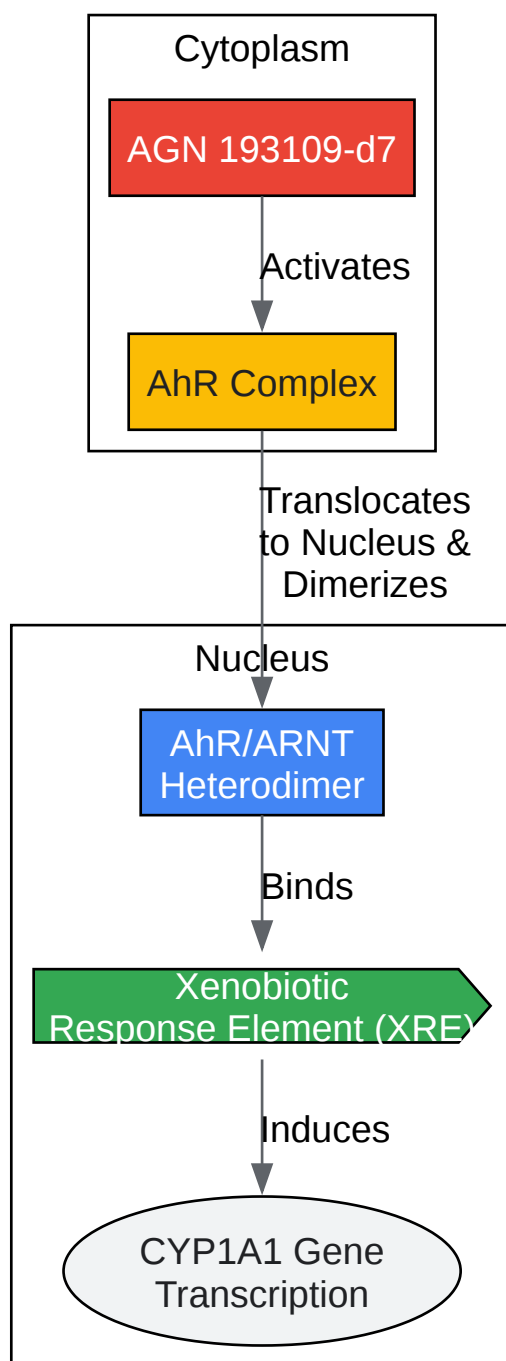 Cytoplasm
AGN 193109-d7
Activates
AhR Complex
Translocates
to Nucleus &
Dimerizes
Nucleus
AhR/ARNT
Heterodimer
Binds
Xenobiotic
Response Element (XRE)
Induces
CYP1A1 Gene
Transcription